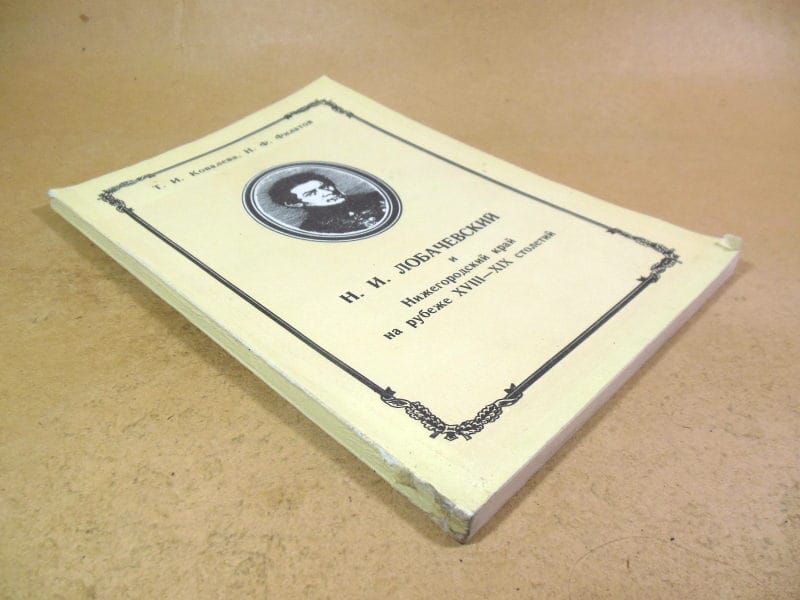 Т. И. Ковалева, Н. Ф. Филатов
Н. И. ЛОБАЧЕВСКИЙ
и
Нижегородский край
на рубеже XVIII—XIX столетий